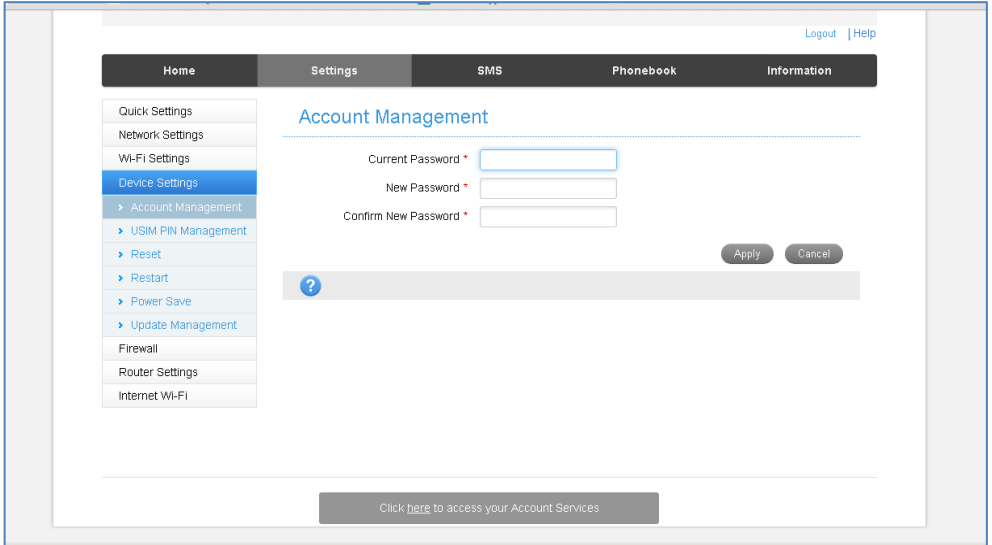 Logout | Help
Home Settings SMS Phonebook Information
Quick Settings
Network Settings
Wi-Fi Settings
Device Settings
› Account Management
› USIM PIN Management
› Reset
› Restart
› Power Save
› Update Management
Firewall
Router Settings
Internet Wi-Fi
Account Management
Current Password *
New Password *
Confirm New Password *
Apply Cancel
?
Click here to access your Account Services